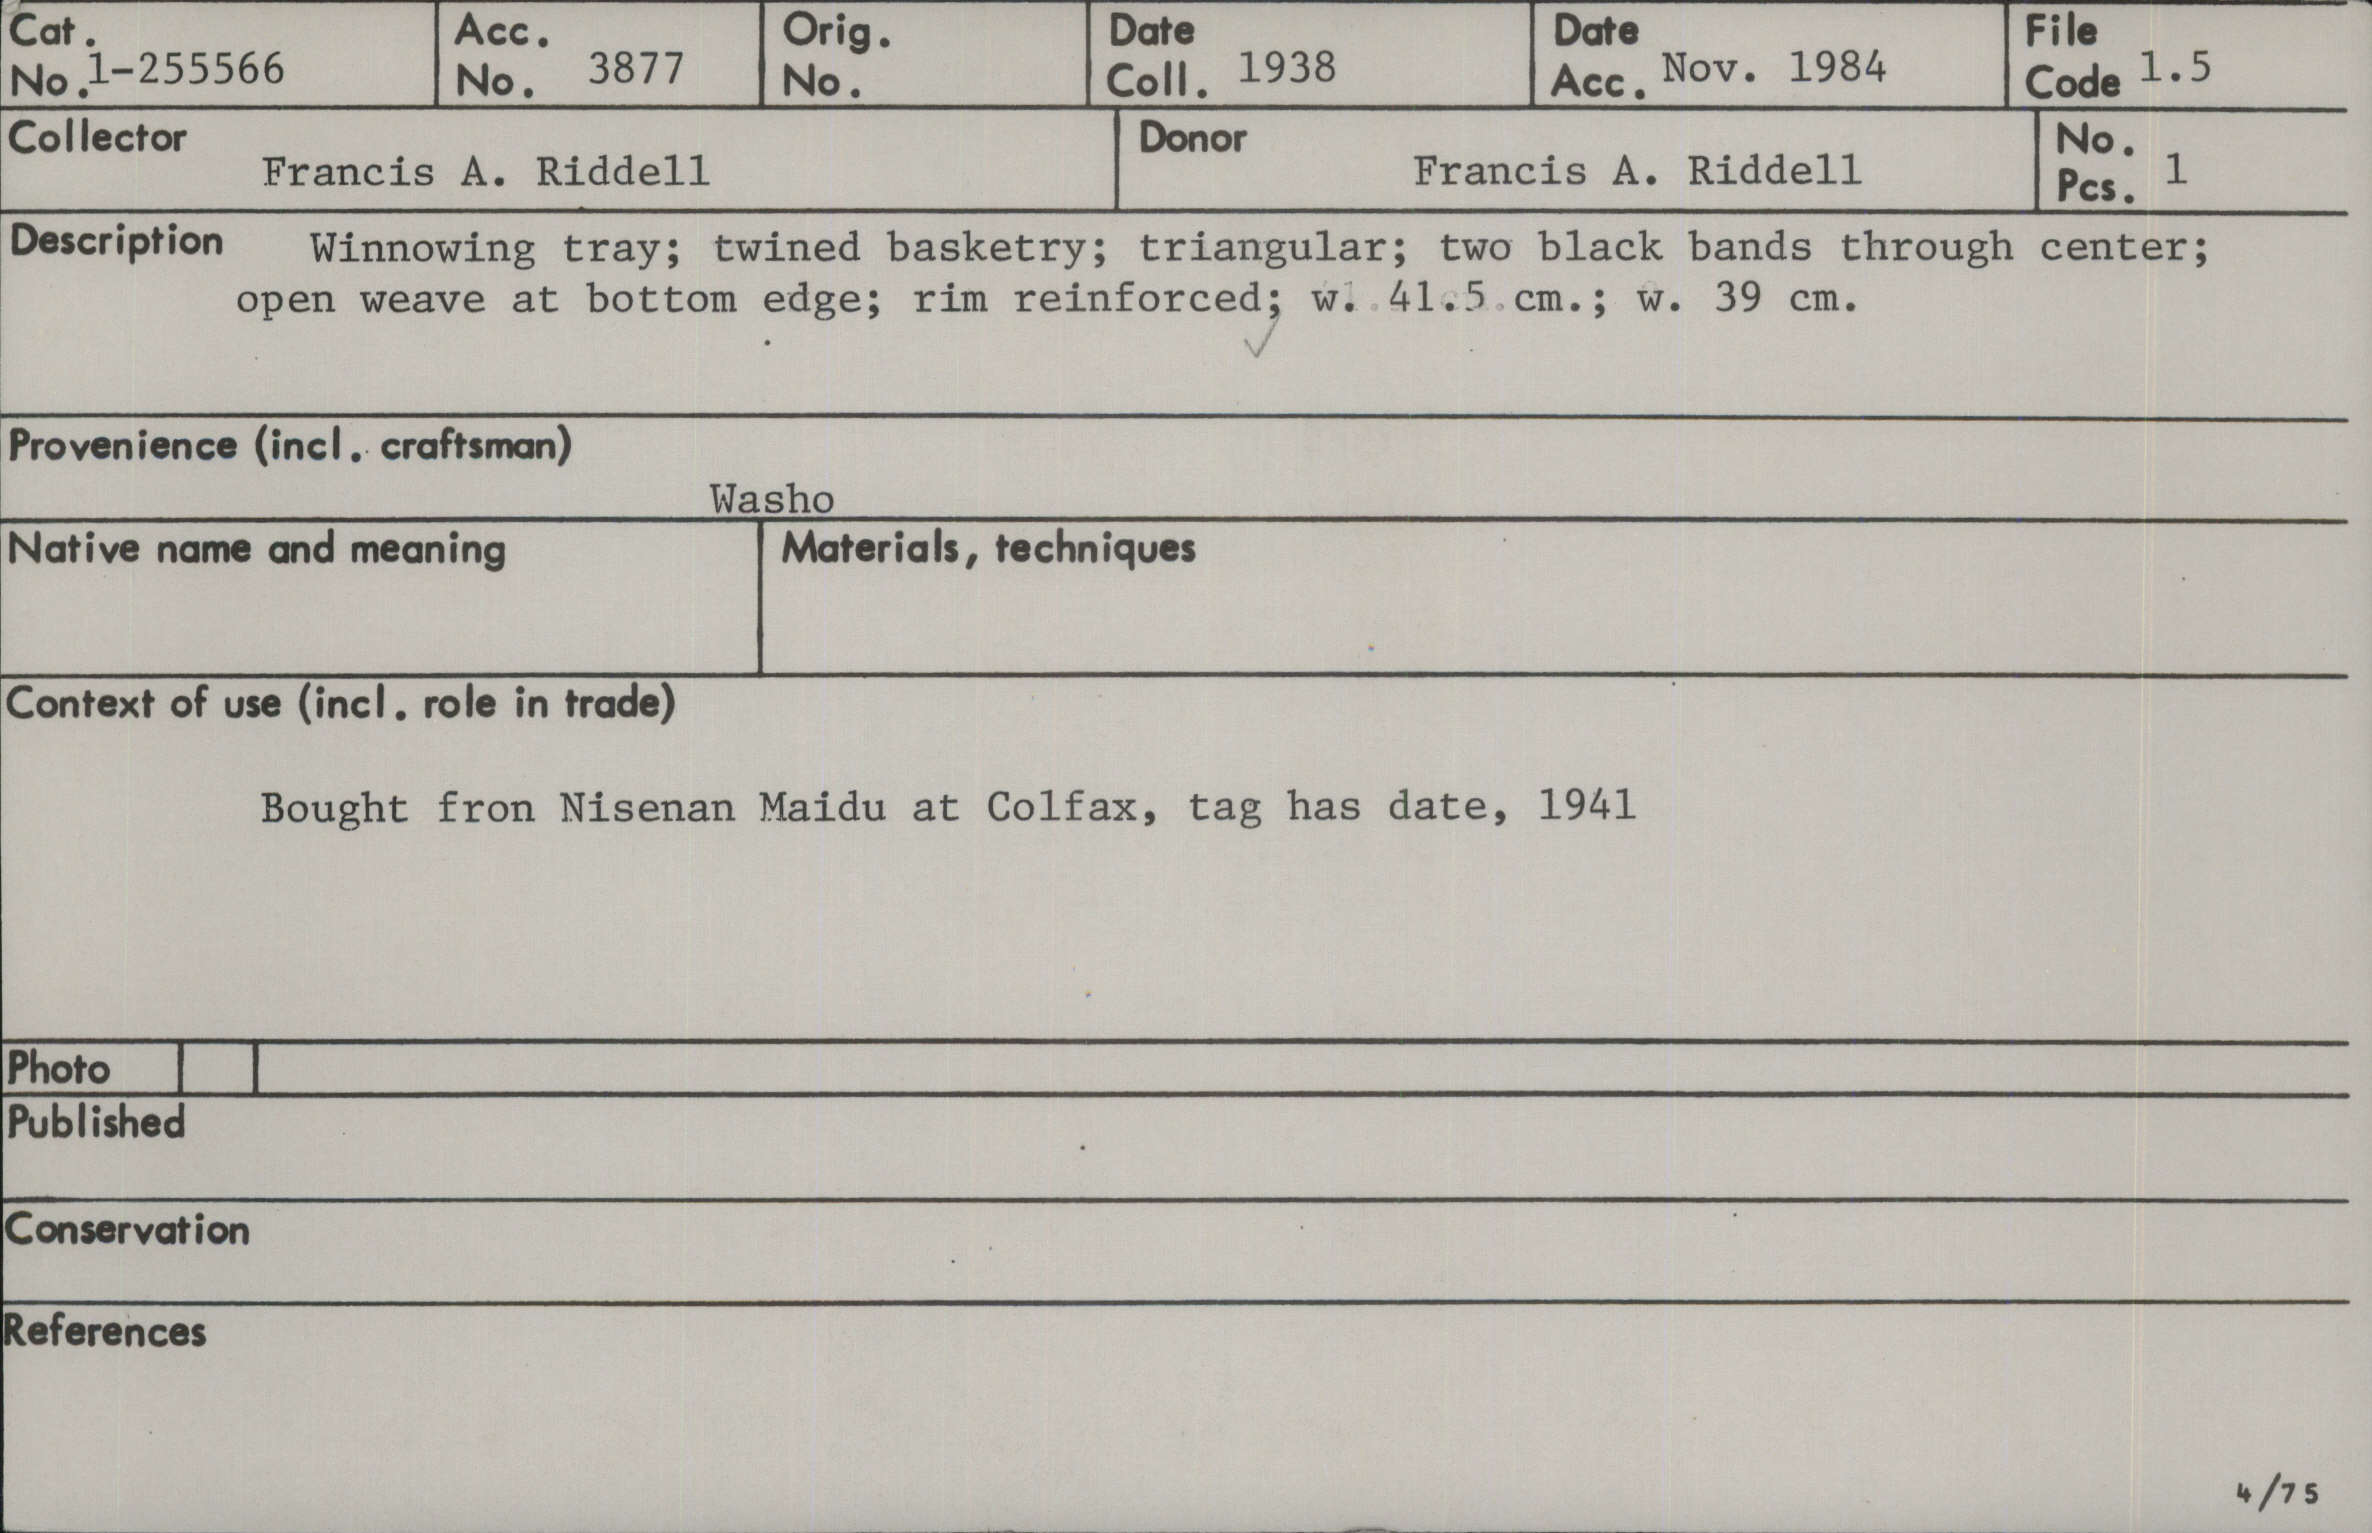 Cat. No. 1-255566
Acc. No. 3877
Orig. No.
Date Coll. 1938
Date Acc. Nov. 1984
File Code 1.5
Collector Francis A. Riddell
Donor Francis A. Riddell
No. Pcs. 1
Description Winnowing tray; twined basketry; triangular; two black bands through center;
open weave at bottom edge; rim reinforced; w. 41.5 cm.; w. 39 cm.
Provenience (incl. craftsman)
Washo
Native name and meaning
Materials, techniques
Context of use (incl. role in trade)
Bought fron Nisenan Maidu at Colfax, tag has date, 1941
Photo
Published
Conservation
References
4/75